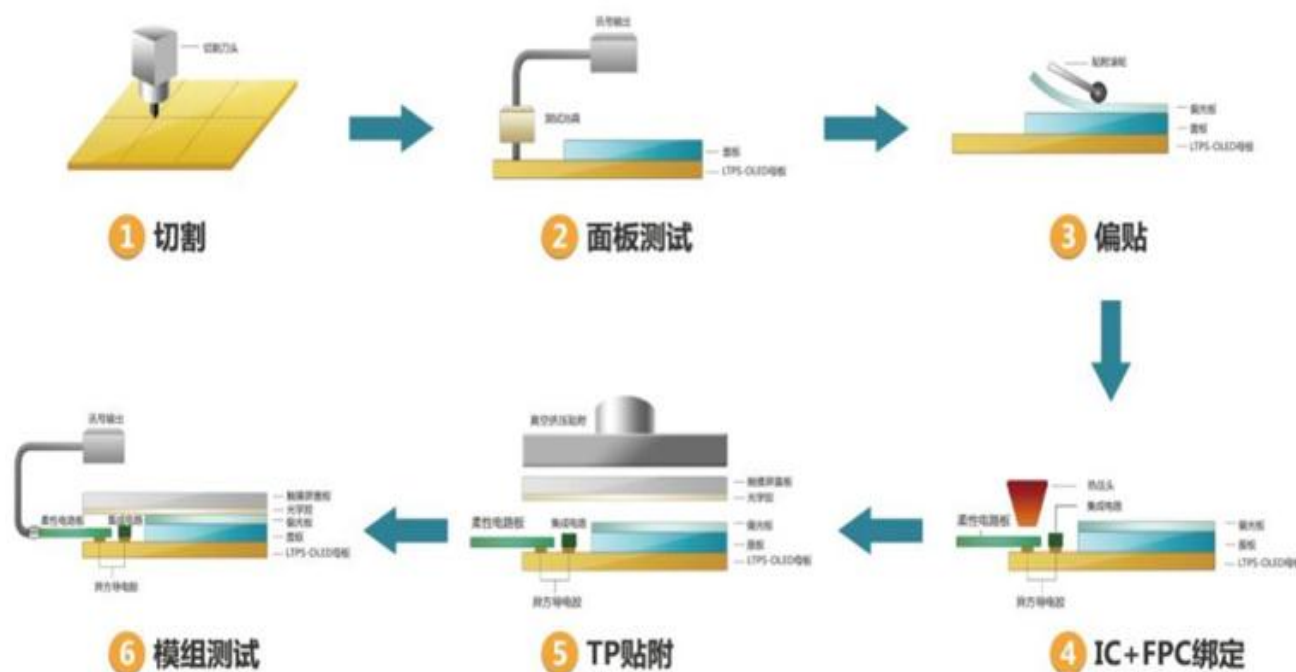 切割刀头
① 切割
讯号输出
测试治具
盖板
LTPS-OLED母板
② 面板测试
贴附滚轮
偏光板
盖板
LTPS-OLED母板
③ 偏贴
热压头
集成电路
柔性电路板
偏光板
盖板
LTPS-OLED母板
异方导电胶
④ IC+FPC绑定
真空贴附
触摸屏盖板
光学胶
柔性电路板
集成电路
偏光板
盖板
LTPS-OLED母板
异方导电胶
⑤ TP贴附
讯号输出
触摸屏盖板
光学胶
柔性电路板
集成电路
偏光板
盖板
LTPS-OLED母板
异方导电胶
⑥ 模组测试